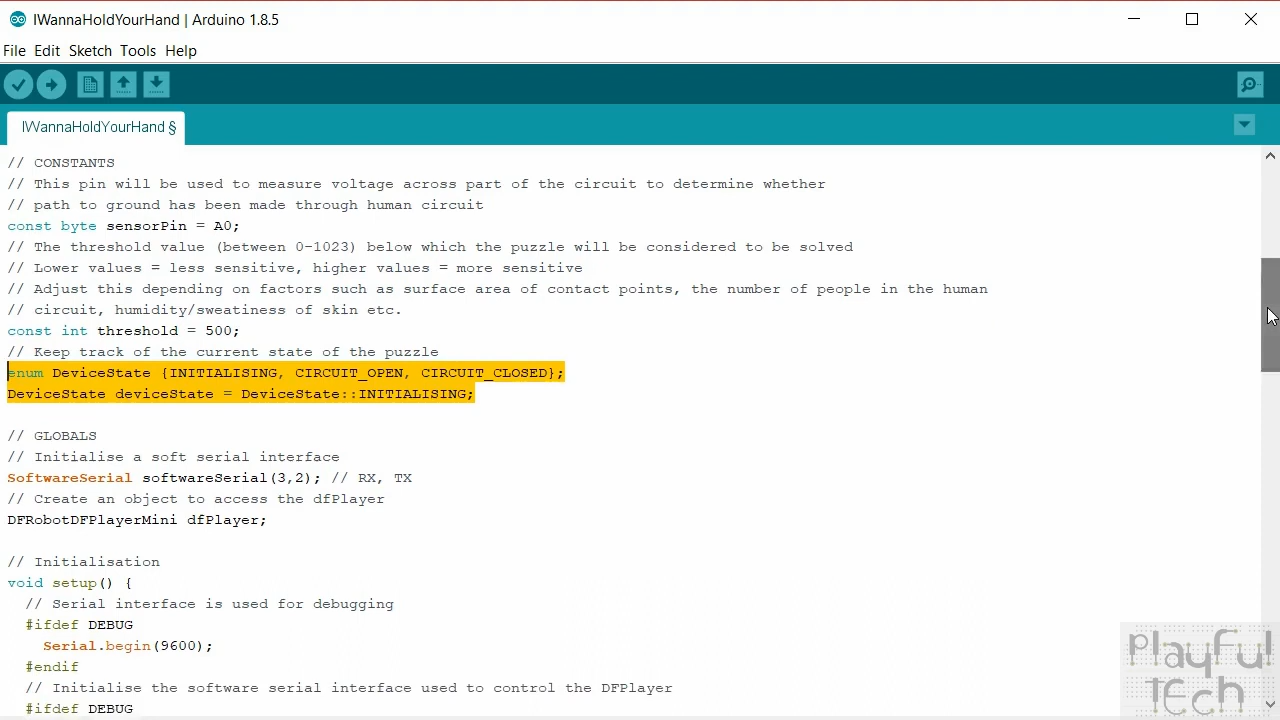 IWannaHoldYourHand | Arduino 1.8.5
File Edit Sketch Tools Help
IWannaHoldYourHand §
// CONSTANTS
// This pin will be used to measure voltage across part of the circuit to determine whether
// path to ground has been made through human circuit
const byte sensorPin = A0;
// The threshold value (between 0-1023) below which the puzzle will be considered to be solved
// Lower values = less sensitive, higher values = more sensitive
// Adjust this depending on factors such as surface area of contact points, the number of people in the human
// circuit, humidity/sweatiness of skin etc.
const int threshold = 500;
// Keep track of the current state of the puzzle
enum DeviceState {INITIALISING, CIRCUIT_OPEN, CIRCUIT_CLOSED};
DeviceState deviceState = DeviceState::INITIALISING;
// GLOBALS
// Initialise a soft serial interface
SoftwareSerial softwareSerial(3,2); // RX, TX
// Create an object to access the dfPlayer
DFRobotDFPlayerMini dfPlayer;
// Initialisation
void setup() {
// Serial interface is used for debugging
#ifdef DEBUG
Serial.begin(9600);
#endif
// Initialise the software serial interface used to control the DFPlayer
#ifdef DEBUG
playful
tech